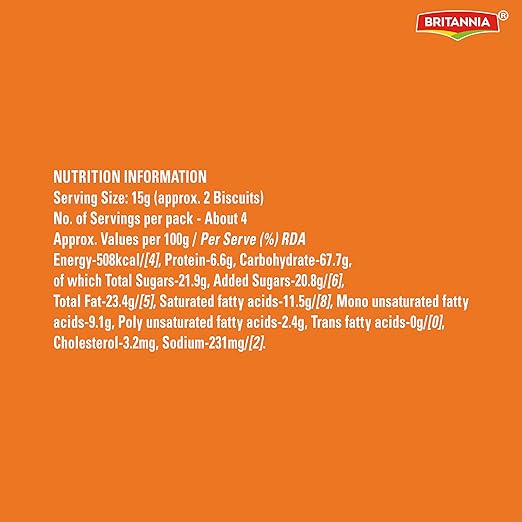 BRITANNIA®
NUTRITION INFORMATION
Serving Size: 15g (approx. 2 Biscuits)
No. of Servings per pack - About 4
Approx. Values per 100g / Per Serve (%) RDA
Energy-508kcal/[4], Protein-6.6g, Carbohydrate-67.7g,
of which Total Sugars-21.9g, Added Sugars-20.8g/[6],
Total Fat-23.4g/[5], Saturated fatty acids-11.5g/[8], Mono unsaturated fatty
acids-9.1g, Poly unsaturated fatty acids-2.4g, Trans fatty acids-0g/[0],
Cholesterol-3.2mg, Sodium-231mg/[2].